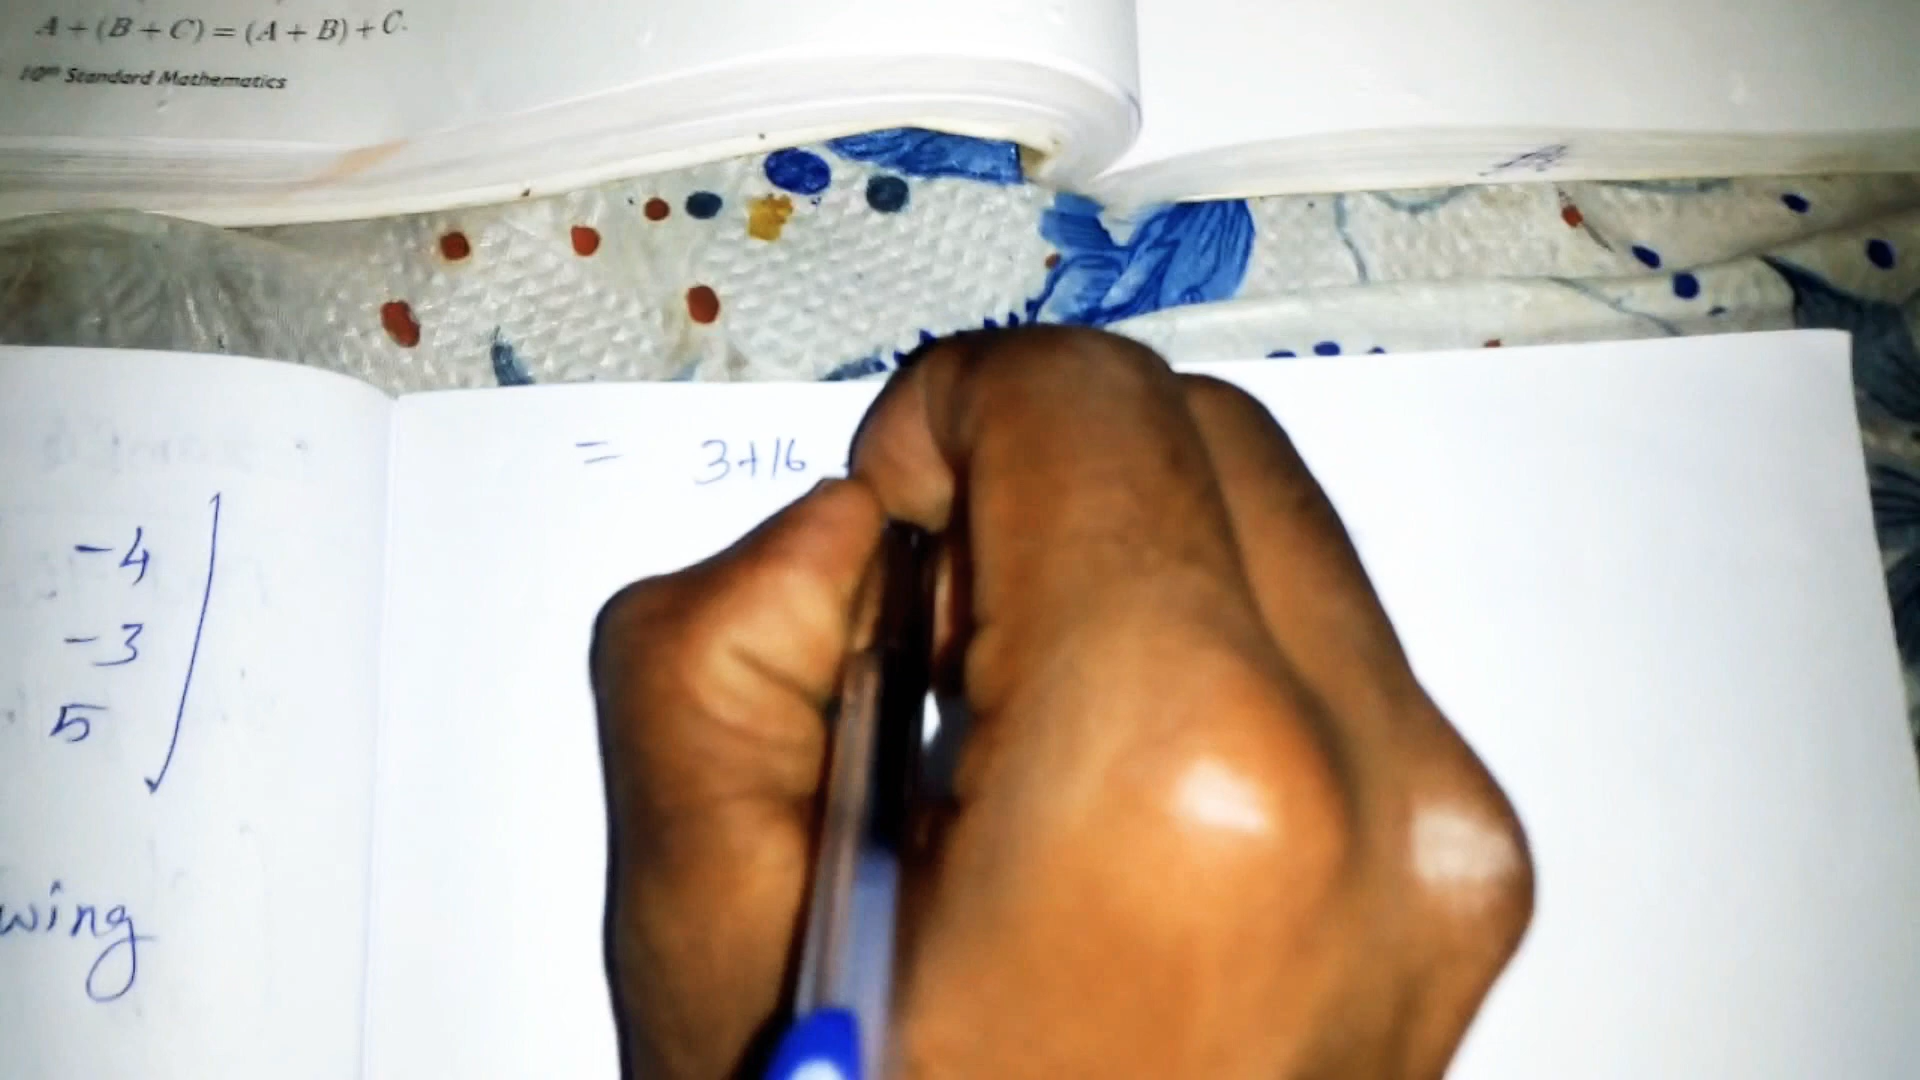 A + (B + C) = (A + B) + C.
10th Standard Mathematics
= 3+16
-4
-3
5
wing